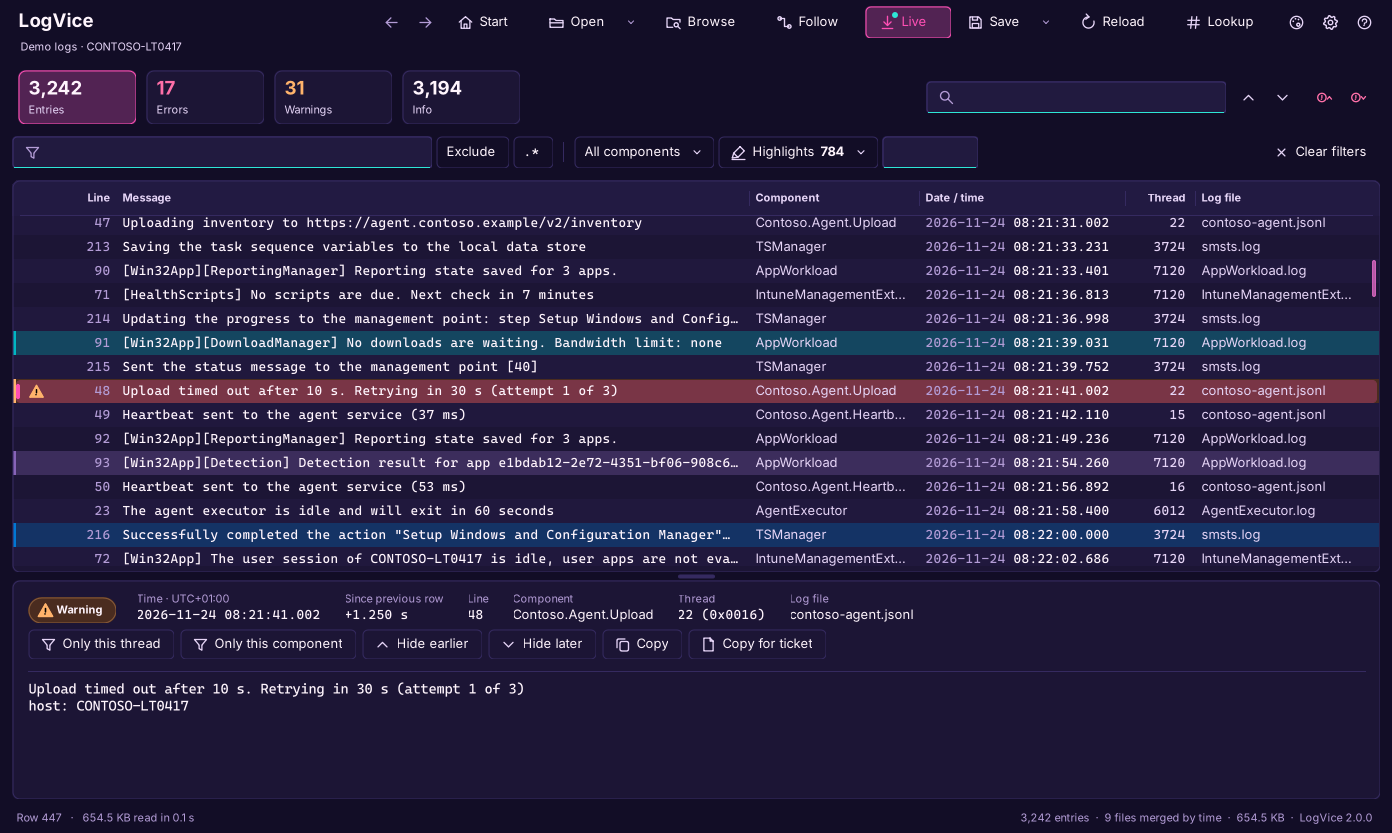 LogVice
Demo logs · CONTOSO-LT0417
Start Open Browse Follow Live Save Reload Lookup
3,242 Entries
17 Errors
31 Warnings
3,194 Info
Exclude .* All components Highlights 784 Clear filters
Line Message Component Date / time Thread Log file
47 Uploading inventory to https://agent.contoso.example/v2/inventory Contoso.Agent.Upload 2026-11-24 08:21:31.002 22 contoso-agent.jsonl
213 Saving the task sequence variables to the local data store TSManager 2026-11-24 08:21:33.231 3724 smsts.log
90 [Win32App][ReportingManager] Reporting state saved for 3 apps. AppWorkload 2026-11-24 08:21:33.401 7120 AppWorkload.log
71 [HealthScripts] No scripts are due. Next check in 7 minutes IntuneManagementExt… 2026-11-24 08:21:36.813 7120 IntuneManagementExt…
214 Updating the progress to the management point: step Setup Windows and Config… TSManager 2026-11-24 08:21:36.998 3724 smsts.log
91 [Win32App][DownloadManager] No downloads are waiting. Bandwidth limit: none AppWorkload 2026-11-24 08:21:39.031 7120 AppWorkload.log
215 Sent the status message to the management point [40] TSManager 2026-11-24 08:21:39.752 3724 smsts.log
48 Upload timed out after 10 s. Retrying in 30 s (attempt 1 of 3) Contoso.Agent.Upload 2026-11-24 08:21:41.002 22 contoso-agent.jsonl
49 Heartbeat sent to the agent service (37 ms) Contoso.Agent.Heartb… 2026-11-24 08:21:42.110 15 contoso-agent.jsonl
92 [Win32App][ReportingManager] Reporting state saved for 3 apps. AppWorkload 2026-11-24 08:21:49.236 7120 AppWorkload.log
93 [Win32App][Detection] Detection result for app e1bdab12-2e72-4351-bf06-908c6… AppWorkload 2026-11-24 08:21:54.260 7120 AppWorkload.log
50 Heartbeat sent to the agent service (53 ms) Contoso.Agent.Heartb… 2026-11-24 08:21:56.892 16 contoso-agent.jsonl
23 The agent executor is idle and will exit in 60 seconds AgentExecutor 2026-11-24 08:21:58.400 6012 AgentExecutor.log
216 Successfully completed the action "Setup Windows and Configuration Manager"… TSManager 2026-11-24 08:22:00.000 3724 smsts.log
72 [Win32App] The user session of CONTOSO-LT0417 is idle, user apps are not eva… IntuneManagementExt… 2026-11-24 08:22:02.686 7120 IntuneManagementExt…
Warning
Time · UTC+01:00 Since previous row Line Component Thread Log file
2026-11-24 08:21:41.002 +1.250 s 48 Contoso.Agent.Upload 22 (0x0016) contoso-agent.jsonl
Only this thread Only this component Hide earlier Hide later Copy Copy for ticket
Upload timed out after 10 s. Retrying in 30 s (attempt 1 of 3)
host: CONTOSO-LT0417
Row 447 · 654.5 KB read in 0.1 s 3,242 entries · 9 files merged by time · 654.5 KB · LogVice 2.0.0